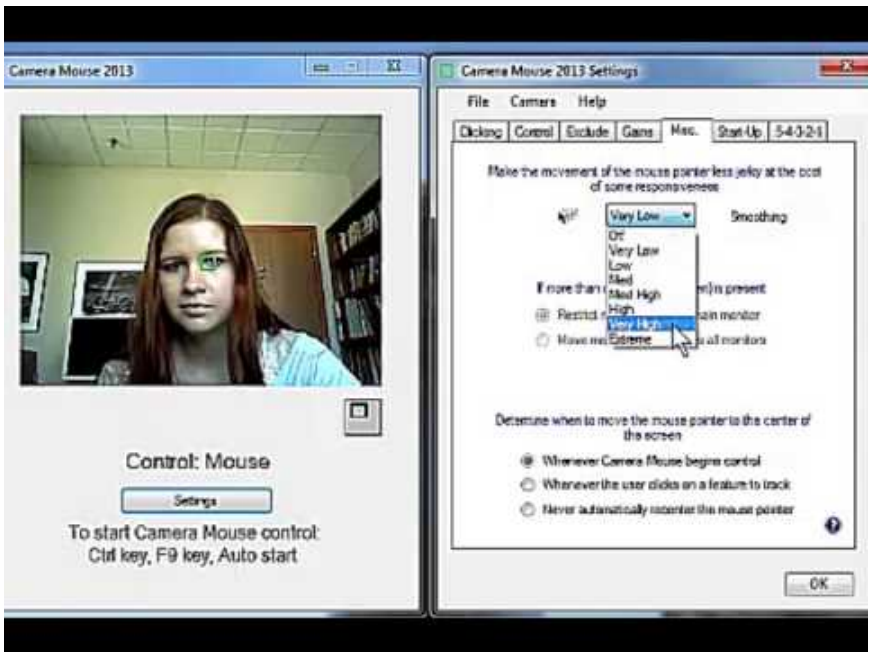 Camera Mouse 2013
Control: Mouse
Settings
To start Camera Mouse control:
Ctrl key, F9 key, Auto start
Camera Mouse 2013 Settings
File Camera Help
Clicking Control Exclude Gains Misc. Start-Up 5-4-3-2-1
Make the movement of the mouse pointer less jerky at the cost
of some responsiveness
Very Low Smoothing
Off
Very Low
Low
Med
Med High
High
Very High
Extreme
If more than is present
Restrict main monitor
Move all monitors
Determine when to move the mouse pointer to the center of
the screen
Whenever Camera Mouse begins control
Whenever the user clicks on a feature to track
Never automatically recenter the mouse pointer
OK